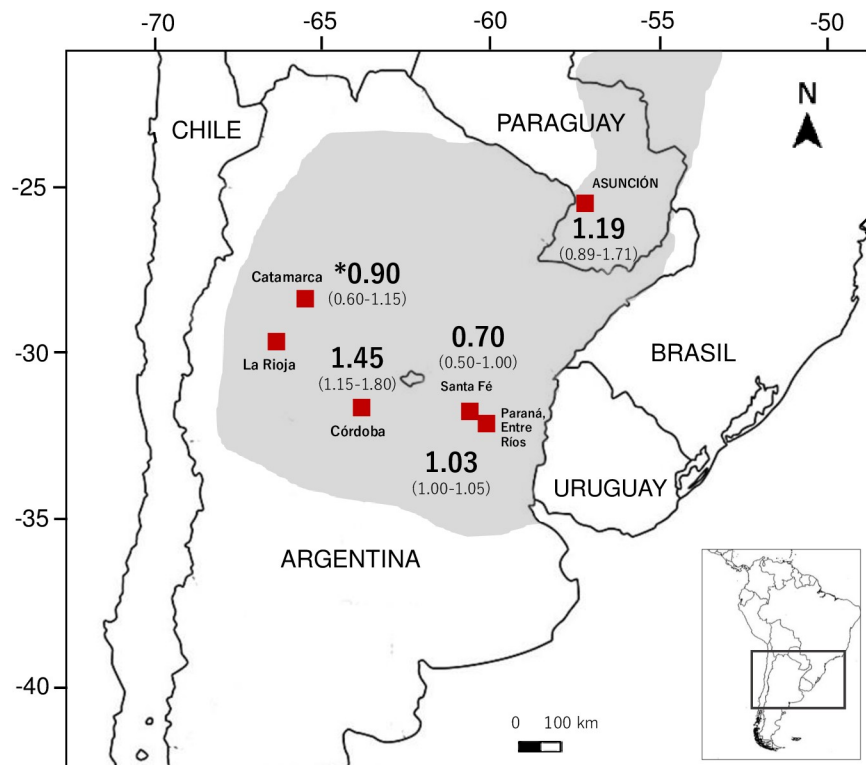 -70 -65 -60 -55 -50
N
CHILE
PARAGUAY
-25
ASUNCIÓN
1.19
(0.89-1.71)
Catamarca
*0.90
(0.60-1.15)
-30
La Rioja
1.45
(1.15-1.80)
0.70
(0.50-1.00)
BRASIL
Santa Fé
Córdoba
Paraná,
Entre
Ríos
1.03
(1.00-1.05)
URUGUAY
-35
ARGENTINA
-40
0 100 km